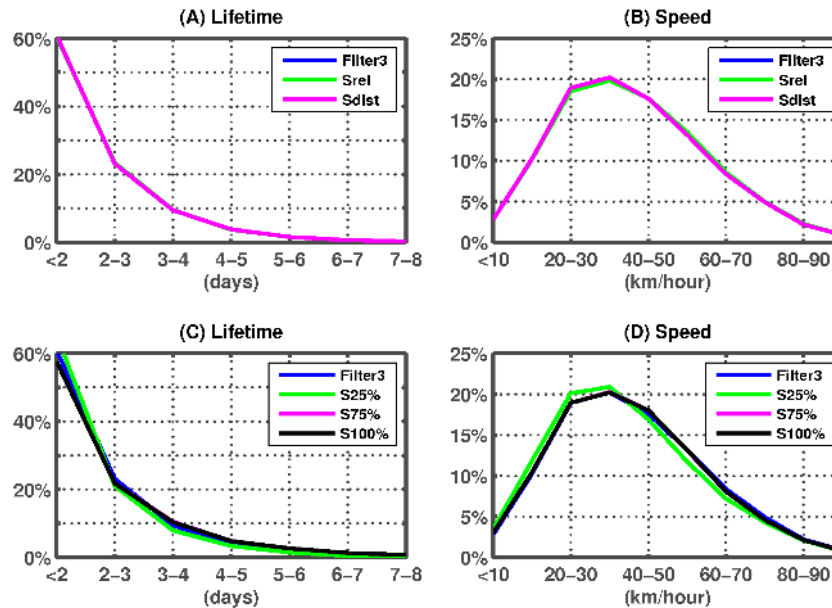 (A) Lifetime
60%
40%
20%
0%
Filter3
Srel
Sdist
<2 2–3 3–4 4–5 5–6 6–7 7–8
(days)
(B) Speed
25%
20%
15%
10%
5%
0%
Filter3
Srel
Sdist
<10 20–30 40–50 60–70 80–90
(km/hour)
(C) Lifetime
60%
40%
20%
0%
Filter3
S25%
S75%
S100%
<2 2–3 3–4 4–5 5–6 6–7 7–8
(days)
(D) Speed
25%
20%
15%
10%
5%
0%
Filter3
S25%
S75%
S100%
<10 20–30 40–50 60–70 80–90
(km/hour)